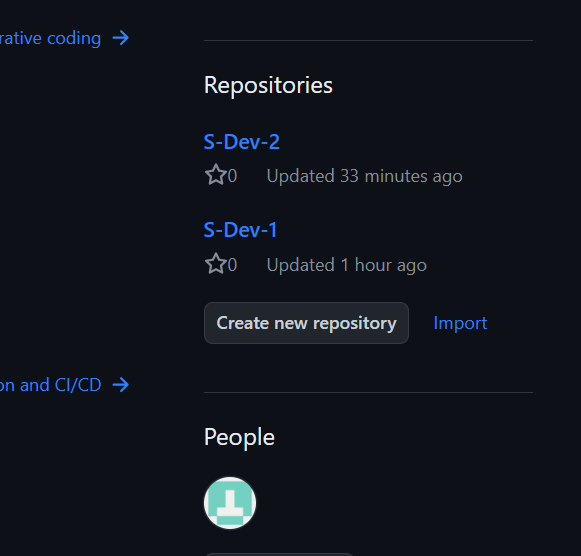 rative coding →
Repositories
S-Dev-2
0 Updated 33 minutes ago
S-Dev-1
0 Updated 1 hour ago
Create new repository Import
on and CI/CD →
People